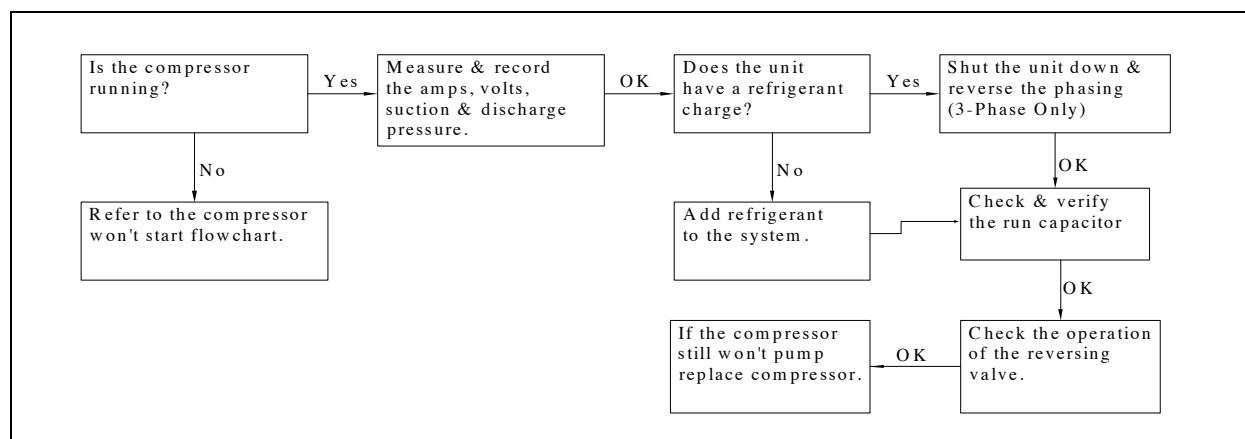 Is the compressor
running?
Yes
Measure & record
the amps, volts,
suction & discharge
pressure.
OK
Does the unit
have a refrigerant
charge?
Yes
Shut the unit down &
reverse the phasing
(3-Phase Only)
No
No
OK
Refer to the compressor
won't start flowchart.
Add refrigerant
to the system.
Check & verify
the run capacitor
OK
If the compressor
still won't pump
replace compressor.
OK
Check the operation
of the reversing
valve.